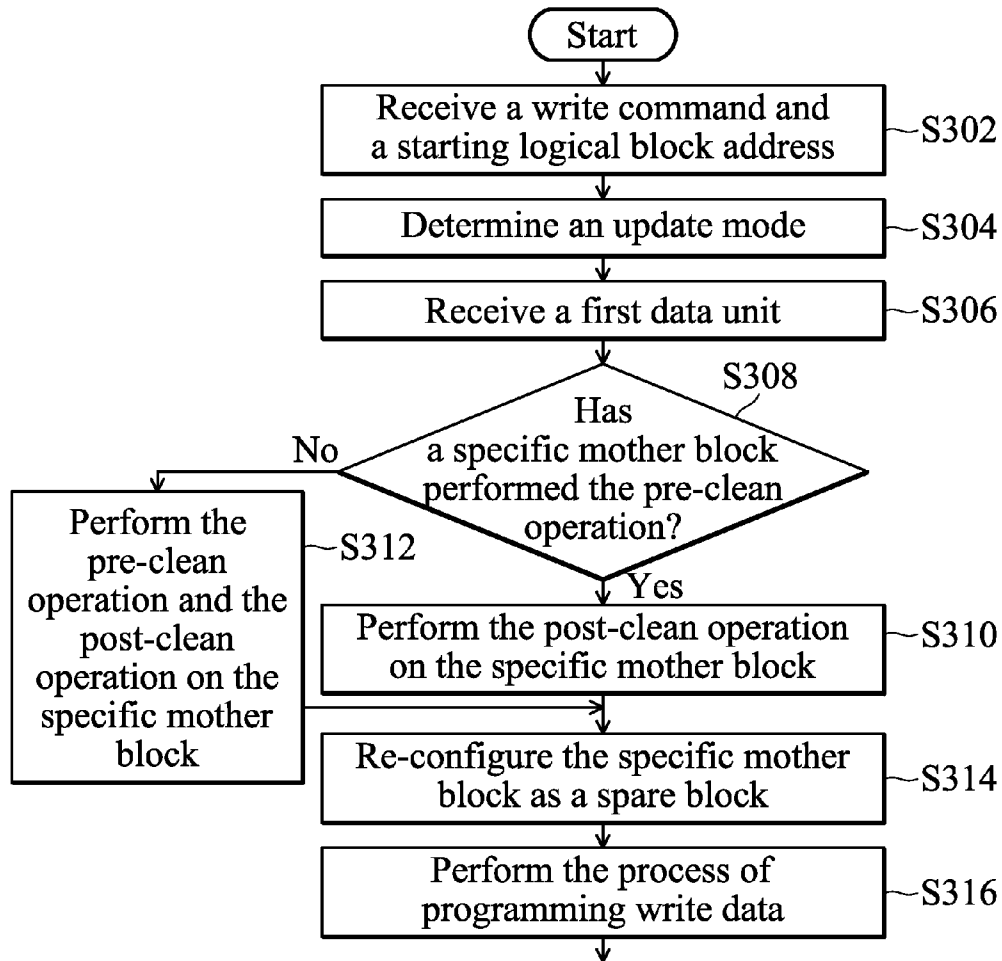 Start
Receive a write command and
a starting logical block address
S302
Determine an update mode
S304
Receive a first data unit
S306
S308
Has
a specific mother block
performed the pre-clean
operation?
No
Yes
Perform the
pre-clean
operation and the
post-clean
operation on the
specific mother
block
S312
Perform the post-clean operation
on the specific mother block
S310
Re-configure the specific mother
block as a spare block
S314
Perform the process of
programming write data
S316